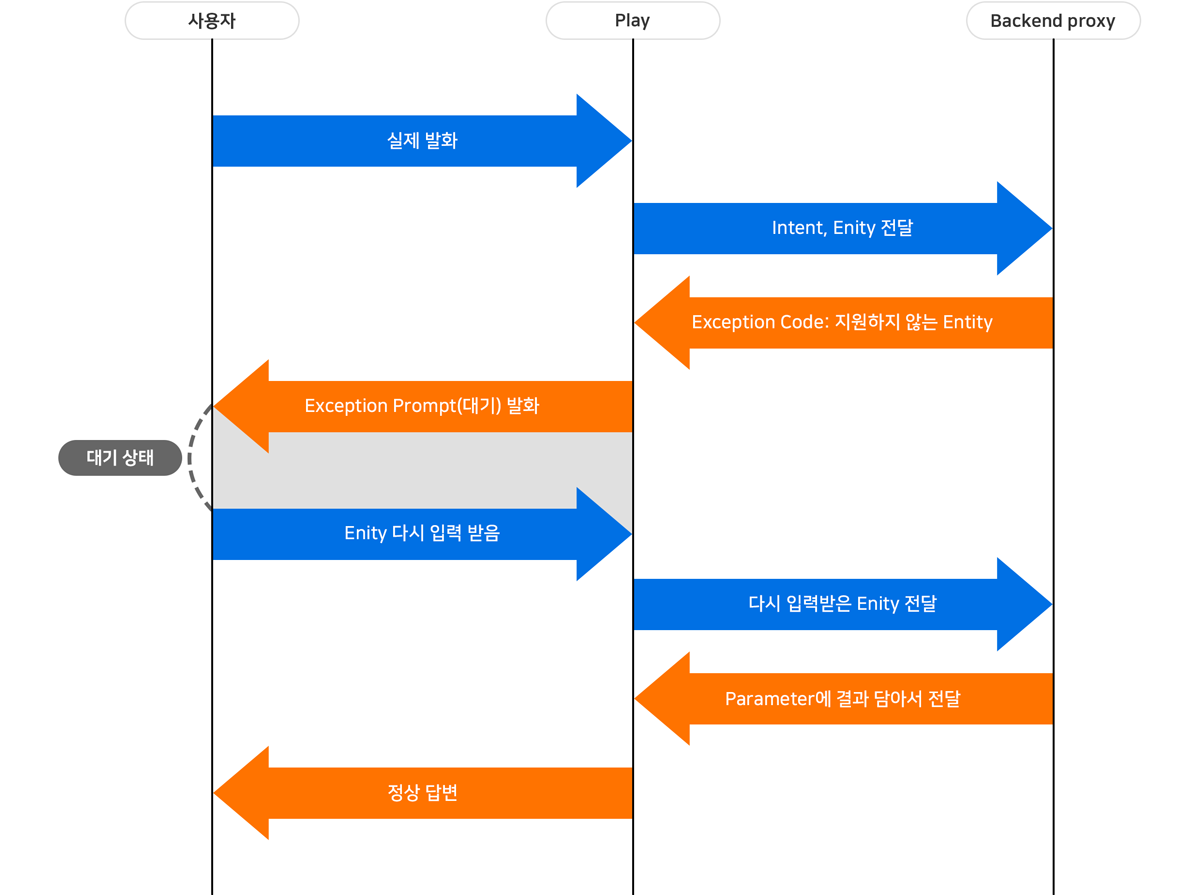 사용자
Play
Backend proxy
실제 발화
Intent, Enity 전달
Exception Code: 지원하지 않는 Entity
Exception Prompt(대기) 발화
대기 상태
Enity 다시 입력 받음
다시 입력받은 Enity 전달
Parameter에 결과 담아서 전달
정상 답변